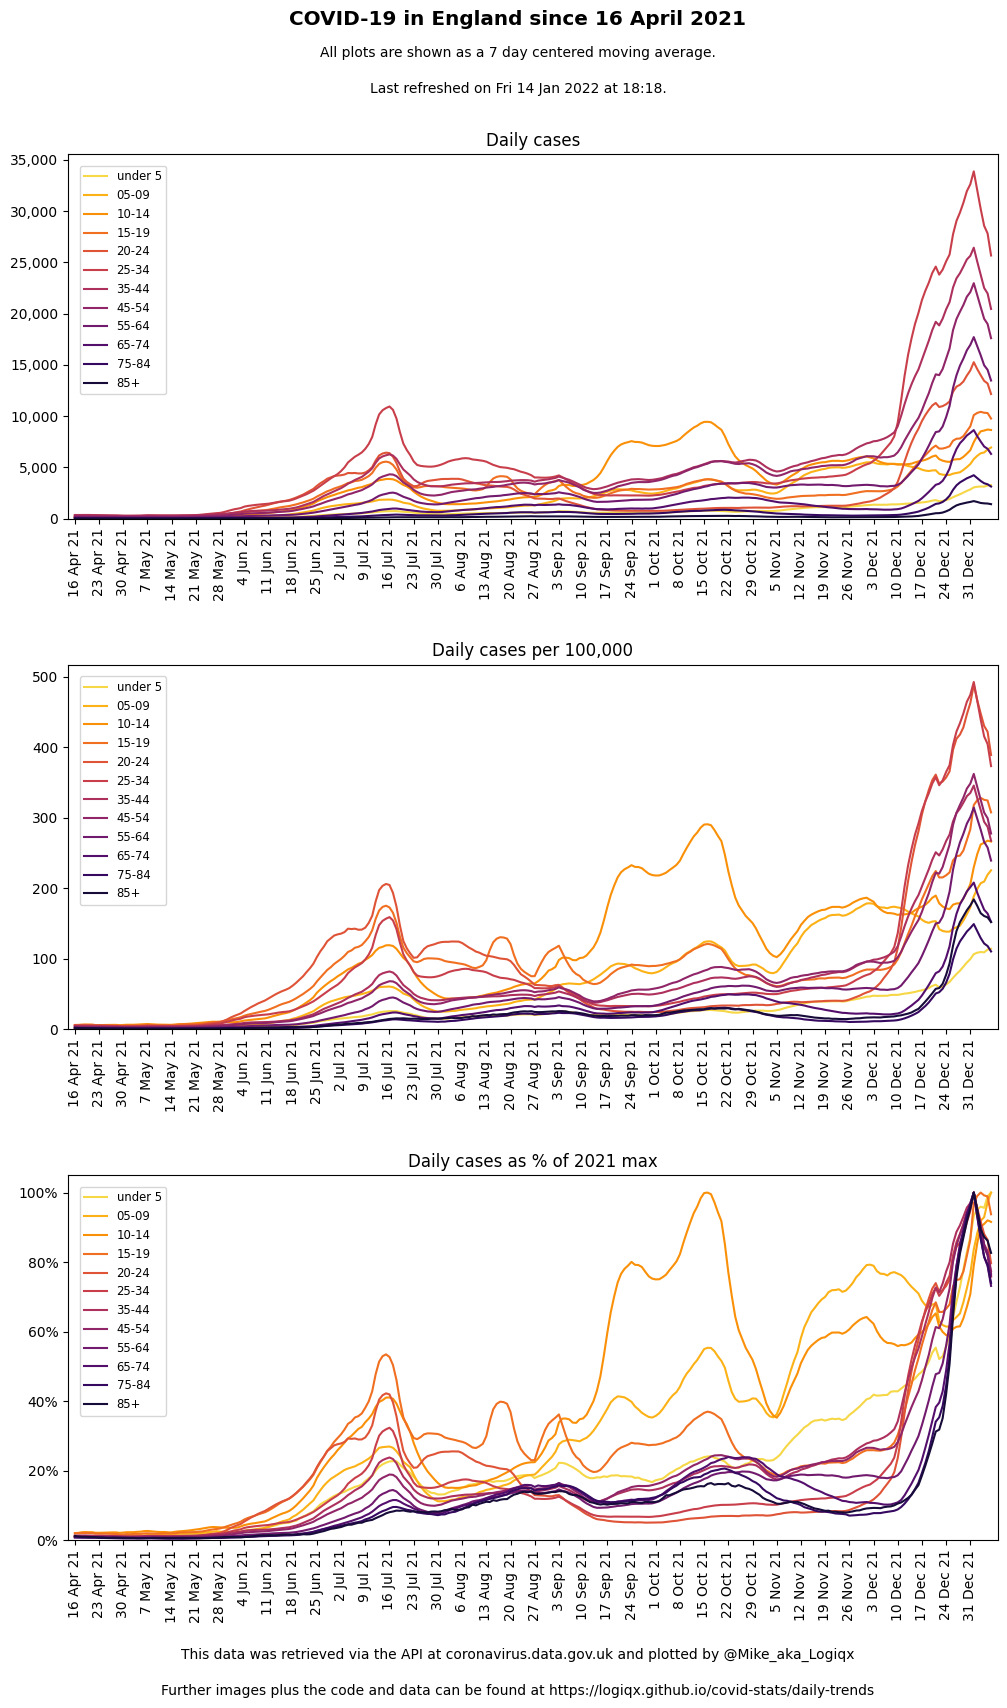 COVID-19 in England since 16 April 2021
All plots are shown as a 7 day centered moving average.
Last refreshed on Fri 14 Jan 2022 at 18:18.
Daily cases
35,000
30,000
25,000
20,000
15,000
10,000
5,000
0
under 5
05-09
10-14
15-19
20-24
25-34
35-44
45-54
55-64
65-74
75-84
85+
16 Apr 21
23 Apr 21
30 Apr 21
7 May 21
14 May 21
21 May 21
28 May 21
4 Jun 21
11 Jun 21
18 Jun 21
25 Jun 21
2 Jul 21
9 Jul 21
16 Jul 21
23 Jul 21
30 Jul 21
6 Aug 21
13 Aug 21
20 Aug 21
27 Aug 21
3 Sep 21
10 Sep 21
17 Sep 21
24 Sep 21
1 Oct 21
8 Oct 21
15 Oct 21
22 Oct 21
29 Oct 21
5 Nov 21
12 Nov 21
19 Nov 21
26 Nov 21
3 Dec 21
10 Dec 21
17 Dec 21
24 Dec 21
31 Dec 21
Daily cases per 100,000
500
400
300
200
100
0
under 5
05-09
10-14
15-19
20-24
25-34
35-44
45-54
55-64
65-74
75-84
85+
16 Apr 21
23 Apr 21
30 Apr 21
7 May 21
14 May 21
21 May 21
28 May 21
4 Jun 21
11 Jun 21
18 Jun 21
25 Jun 21
2 Jul 21
9 Jul 21
16 Jul 21
23 Jul 21
30 Jul 21
6 Aug 21
13 Aug 21
20 Aug 21
27 Aug 21
3 Sep 21
10 Sep 21
17 Sep 21
24 Sep 21
1 Oct 21
8 Oct 21
15 Oct 21
22 Oct 21
29 Oct 21
5 Nov 21
12 Nov 21
19 Nov 21
26 Nov 21
3 Dec 21
10 Dec 21
17 Dec 21
24 Dec 21
31 Dec 21
Daily cases as % of 2021 max
100%
80%
60%
40%
20%
0%
under 5
05-09
10-14
15-19
20-24
25-34
35-44
45-54
55-64
65-74
75-84
85+
16 Apr 21
23 Apr 21
30 Apr 21
7 May 21
14 May 21
21 May 21
28 May 21
4 Jun 21
11 Jun 21
18 Jun 21
25 Jun 21
2 Jul 21
9 Jul 21
16 Jul 21
23 Jul 21
30 Jul 21
6 Aug 21
13 Aug 21
20 Aug 21
27 Aug 21
3 Sep 21
10 Sep 21
17 Sep 21
24 Sep 21
1 Oct 21
8 Oct 21
15 Oct 21
22 Oct 21
29 Oct 21
5 Nov 21
12 Nov 21
19 Nov 21
26 Nov 21
3 Dec 21
10 Dec 21
17 Dec 21
24 Dec 21
31 Dec 21
This data was retrieved via the API at coronavirus.data.gov.uk and plotted by @Mike_aka_Logiqx
Further images plus the code and data can be found at https://logiqx.github.io/covid-stats/daily-trends